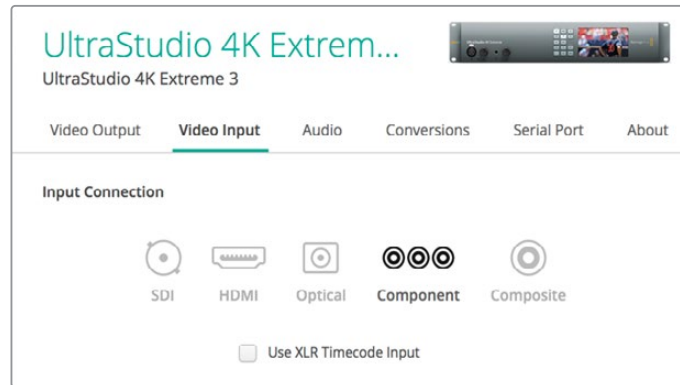 UltraStudio 4K Extrem...
UltraStudio 4K Extreme 3
Video Output Video Input Audio Conversions Serial Port About
Input Connection
SDI HDMI Optical Component Composite
Use XLR Timecode Input